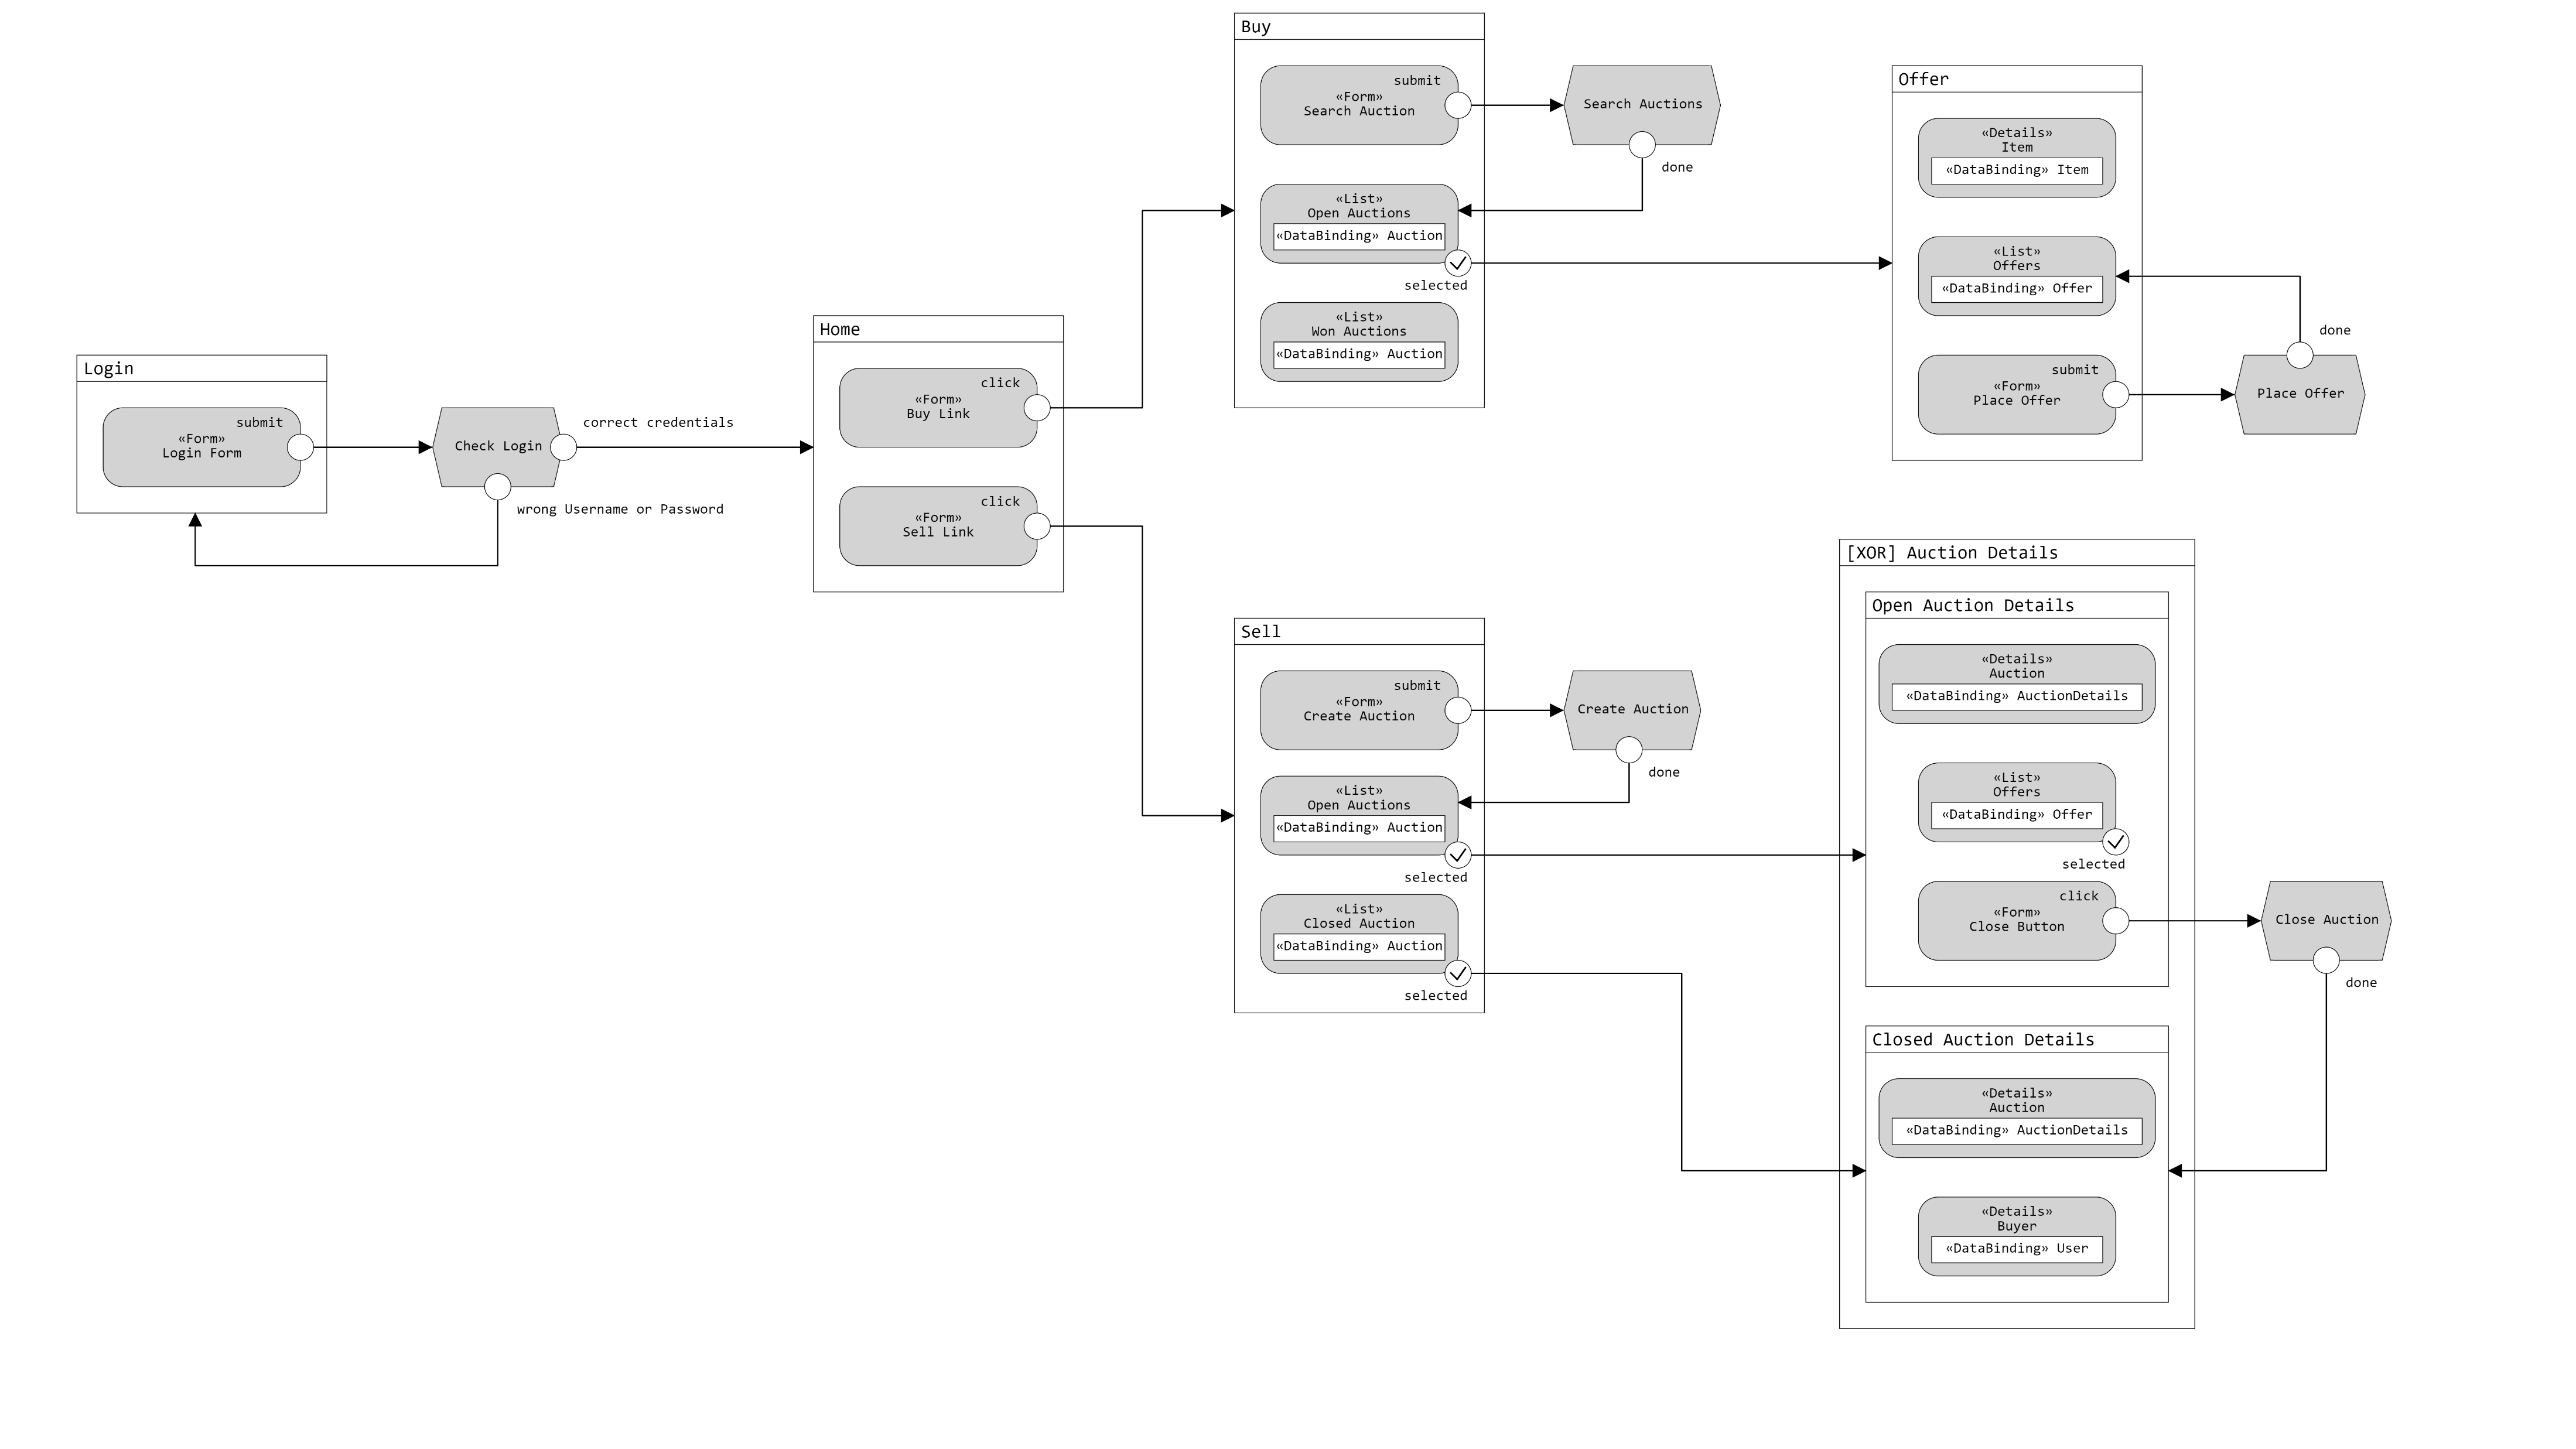 Login
submit
«Form»
Login Form
Check Login
correct credentials
wrong Username or Password
Home
click
«Form»
Buy Link
click
«Form»
Sell Link
Buy
submit
«Form»
Search Auction
Search Auctions
done
«List»
Open Auctions
«DataBinding» Auction
selected
«List»
Won Auctions
«DataBinding» Auction
Offer
«Details»
Item
«DataBinding» Item
«List»
Offers
«DataBinding» Offer
submit
«Form»
Place Offer
Place Offer
done
Sell
submit
«Form»
Create Auction
Create Auction
done
«List»
Open Auctions
«DataBinding» Auction
selected
«List»
Closed Auction
«DataBinding» Auction
selected
[XOR] Auction Details
Open Auction Details
«Details»
Auction
«DataBinding» AuctionDetails
«List»
Offers
«DataBinding» Offer
selected
click
«Form»
Close Button
Close Auction
done
Closed Auction Details
«Details»
Auction
«DataBinding» AuctionDetails
«Details»
Buyer
«DataBinding» User